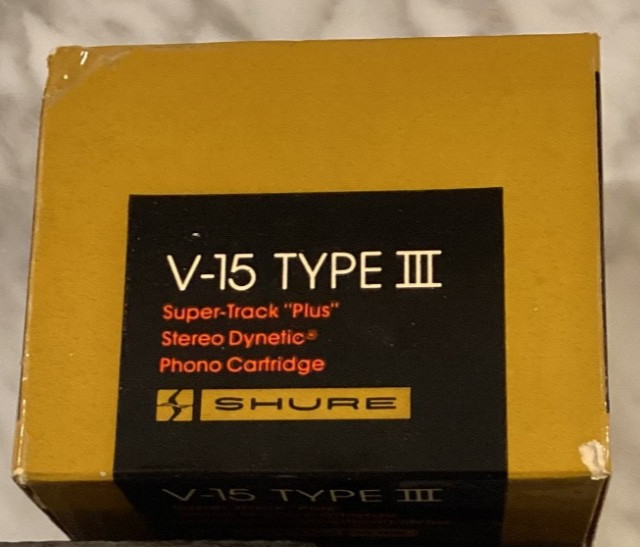 V-15 TYPE III
Super-Track "Plus"
Stereo Dynetic®
Phono Cartridge
SHURE
V-15 TYPE III